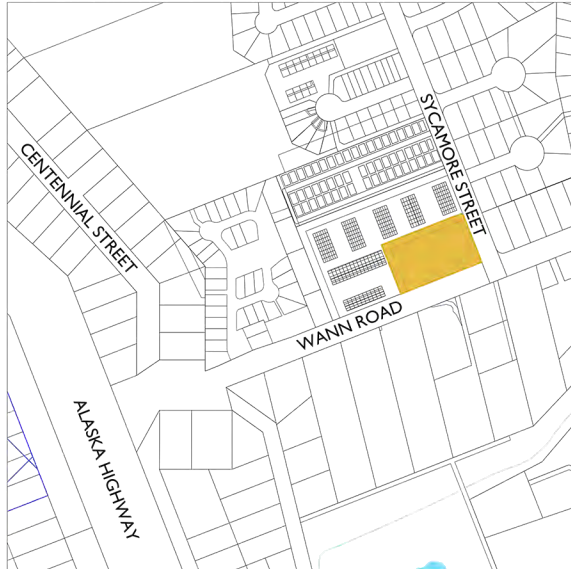 SYCAMORE STREET
CENTENNIAL STREET
WANN ROAD
ALASKA HIGHWAY